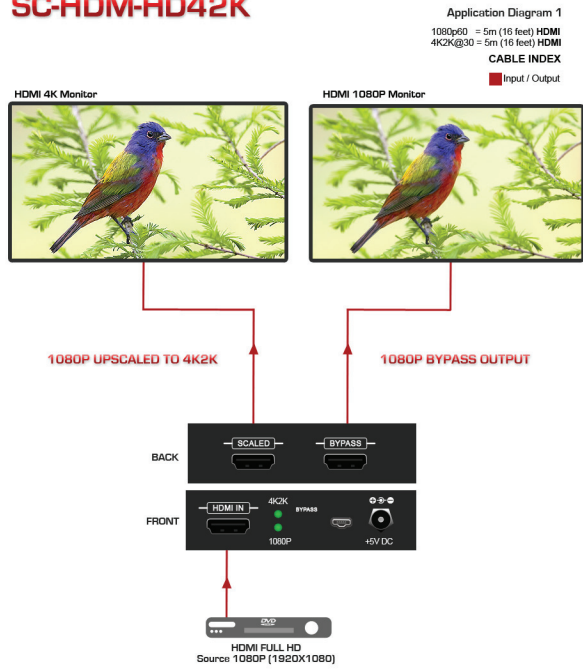 SC-HDM-HD42K
Application Diagram 1
1080p60 = 5m (16 feet) HDMI
4K2K@30 = 5m (16 feet) HDMI
CABLE INDEX
Input / Output
HDMI 4K Monitor
HDMI 1080P Monitor
1080P UPSCALED TO 4K2K
1080P BYPASS OUTPUT
BACK
SCALED
BYPASS
FRONT
HDMI IN
4K2K
BYPASS
1080P
+5V DC
DVD
HDMI FULL HD
Source 1080P (1920X1080)